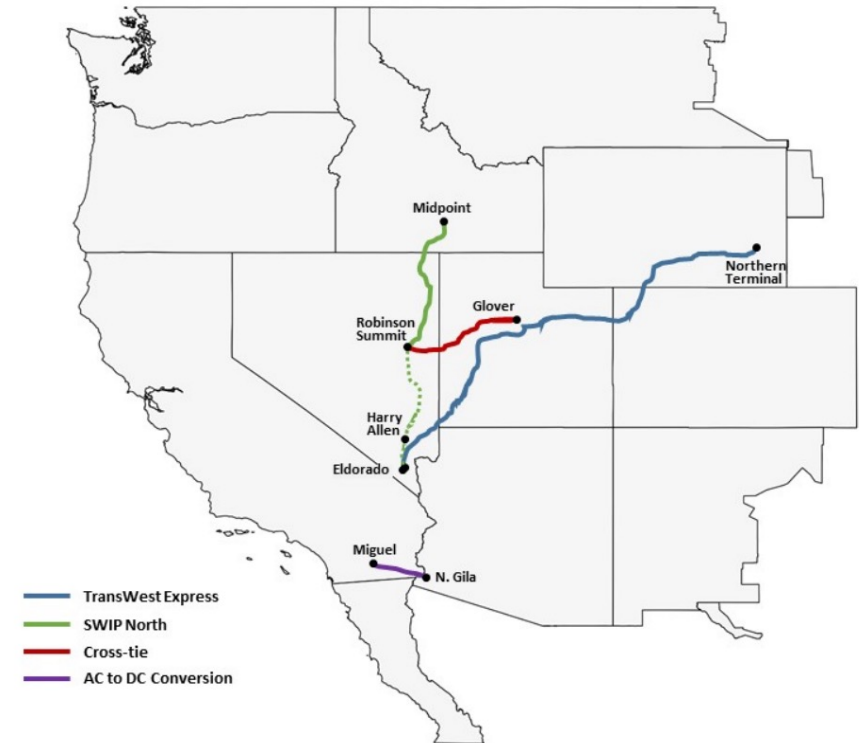 Midpoint
Northern
Terminal
Glover
Robinson
Summit
Harry
Allen
Eldorado
Miguel
N. Gila
TransWest Express
SWIP North
Cross-tie
AC to DC Conversion